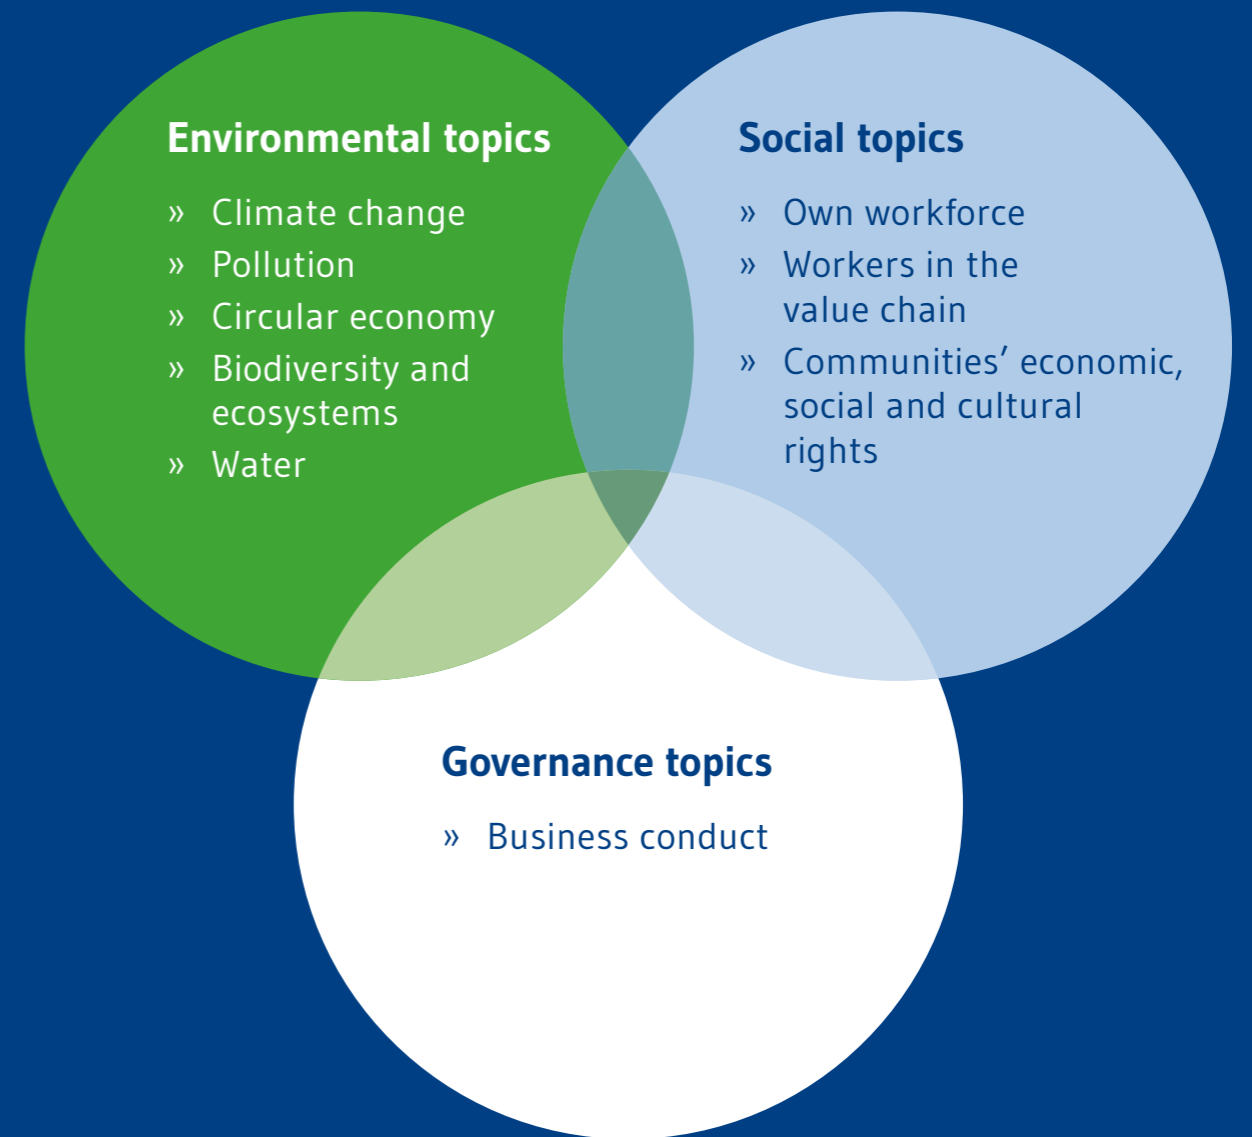 Environmental topics
» Climate change
» Pollution
» Circular economy
» Biodiversity and
ecosystems
» Water
Social topics
» Own workforce
» Workers in the
value chain
» Communities’ economic,
social and cultural
rights
Governance topics
» Business conduct